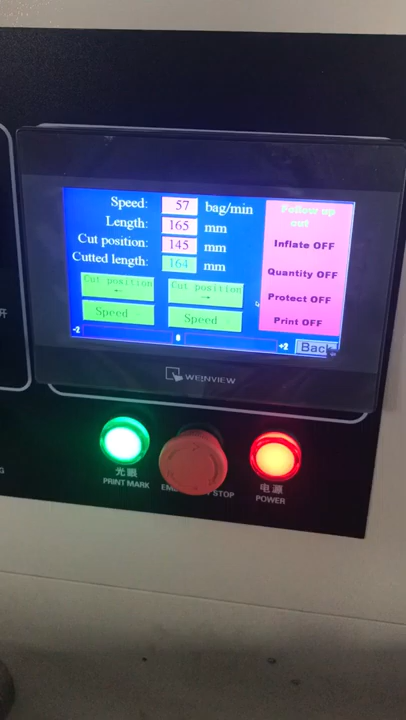 Speed: 57 bag/min
Length: 165 mm
Cut position: 145 mm
Cutted length: 164 mm
Cut position ←
Cut position →
Speed
Speed
-2 0 +2
Follow up
out
Inflate OFF
Quantity OFF
Protect OFF
Print OFF
Back
WEINVIEW
开
光眼
PRINT MARK
STOP
电源
POWER
G